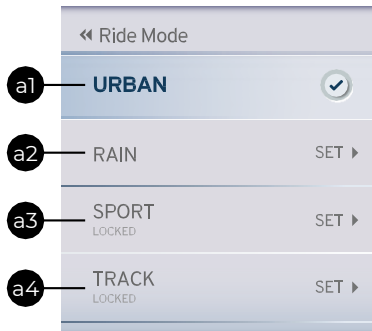 Ride Mode
a1 URBAN
a2 RAIN SET
a3 SPORT SET
LOCKED
a4 TRACK SET
LOCKED